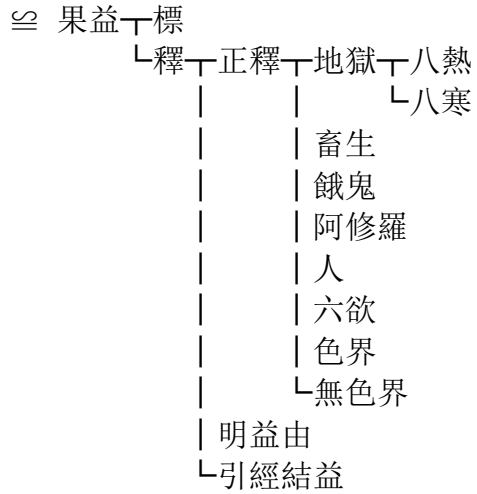 ≌ 果益┬標
└釋┬正釋┬地獄┬八熱
│ │ └八寒
│ │畜生
│ │餓鬼
│ │阿修羅
│ │人
│ │六欲
│ │色界
│ └無色界
│明益由
└引經結益